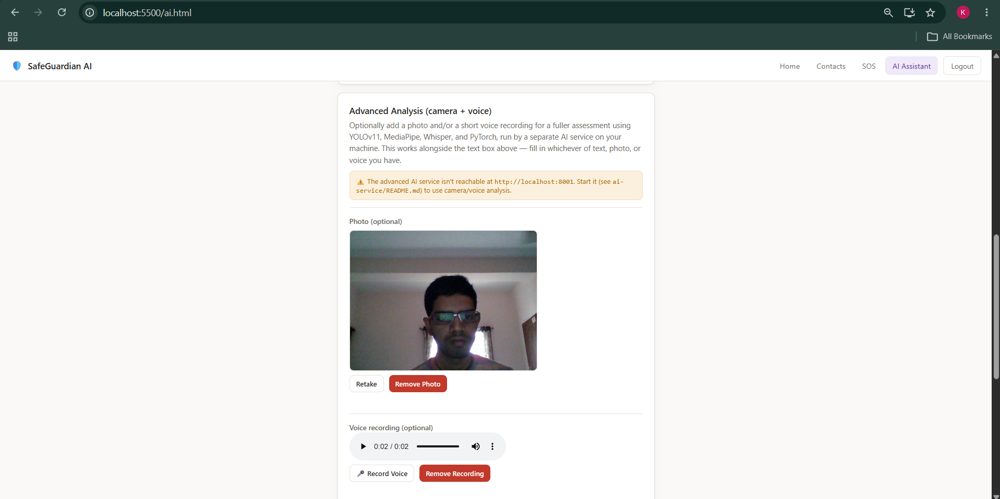 localhost:5500/ai.html
K
All Bookmarks
SafeGuardian AI
Home
Contacts
SOS
AI Assistant
Logout
Advanced Analysis (camera + voice)
Optionally add a photo and/or a short voice recording for a fuller assessment using
YOLOv11, MediaPipe, Whisper, and PyTorch, run by a separate AI service on your
machine. This works alongside the text box above — fill in whichever of text, photo, or
voice you have.
⚠️ The advanced AI service isn't reachable at http://localhost:8001. Start it (see ai-
service/README.md) to use camera/voice analysis.
Photo (optional)
Retake
Remove Photo
Voice recording (optional)
0:02 / 0:02
Record Voice
Remove Recording